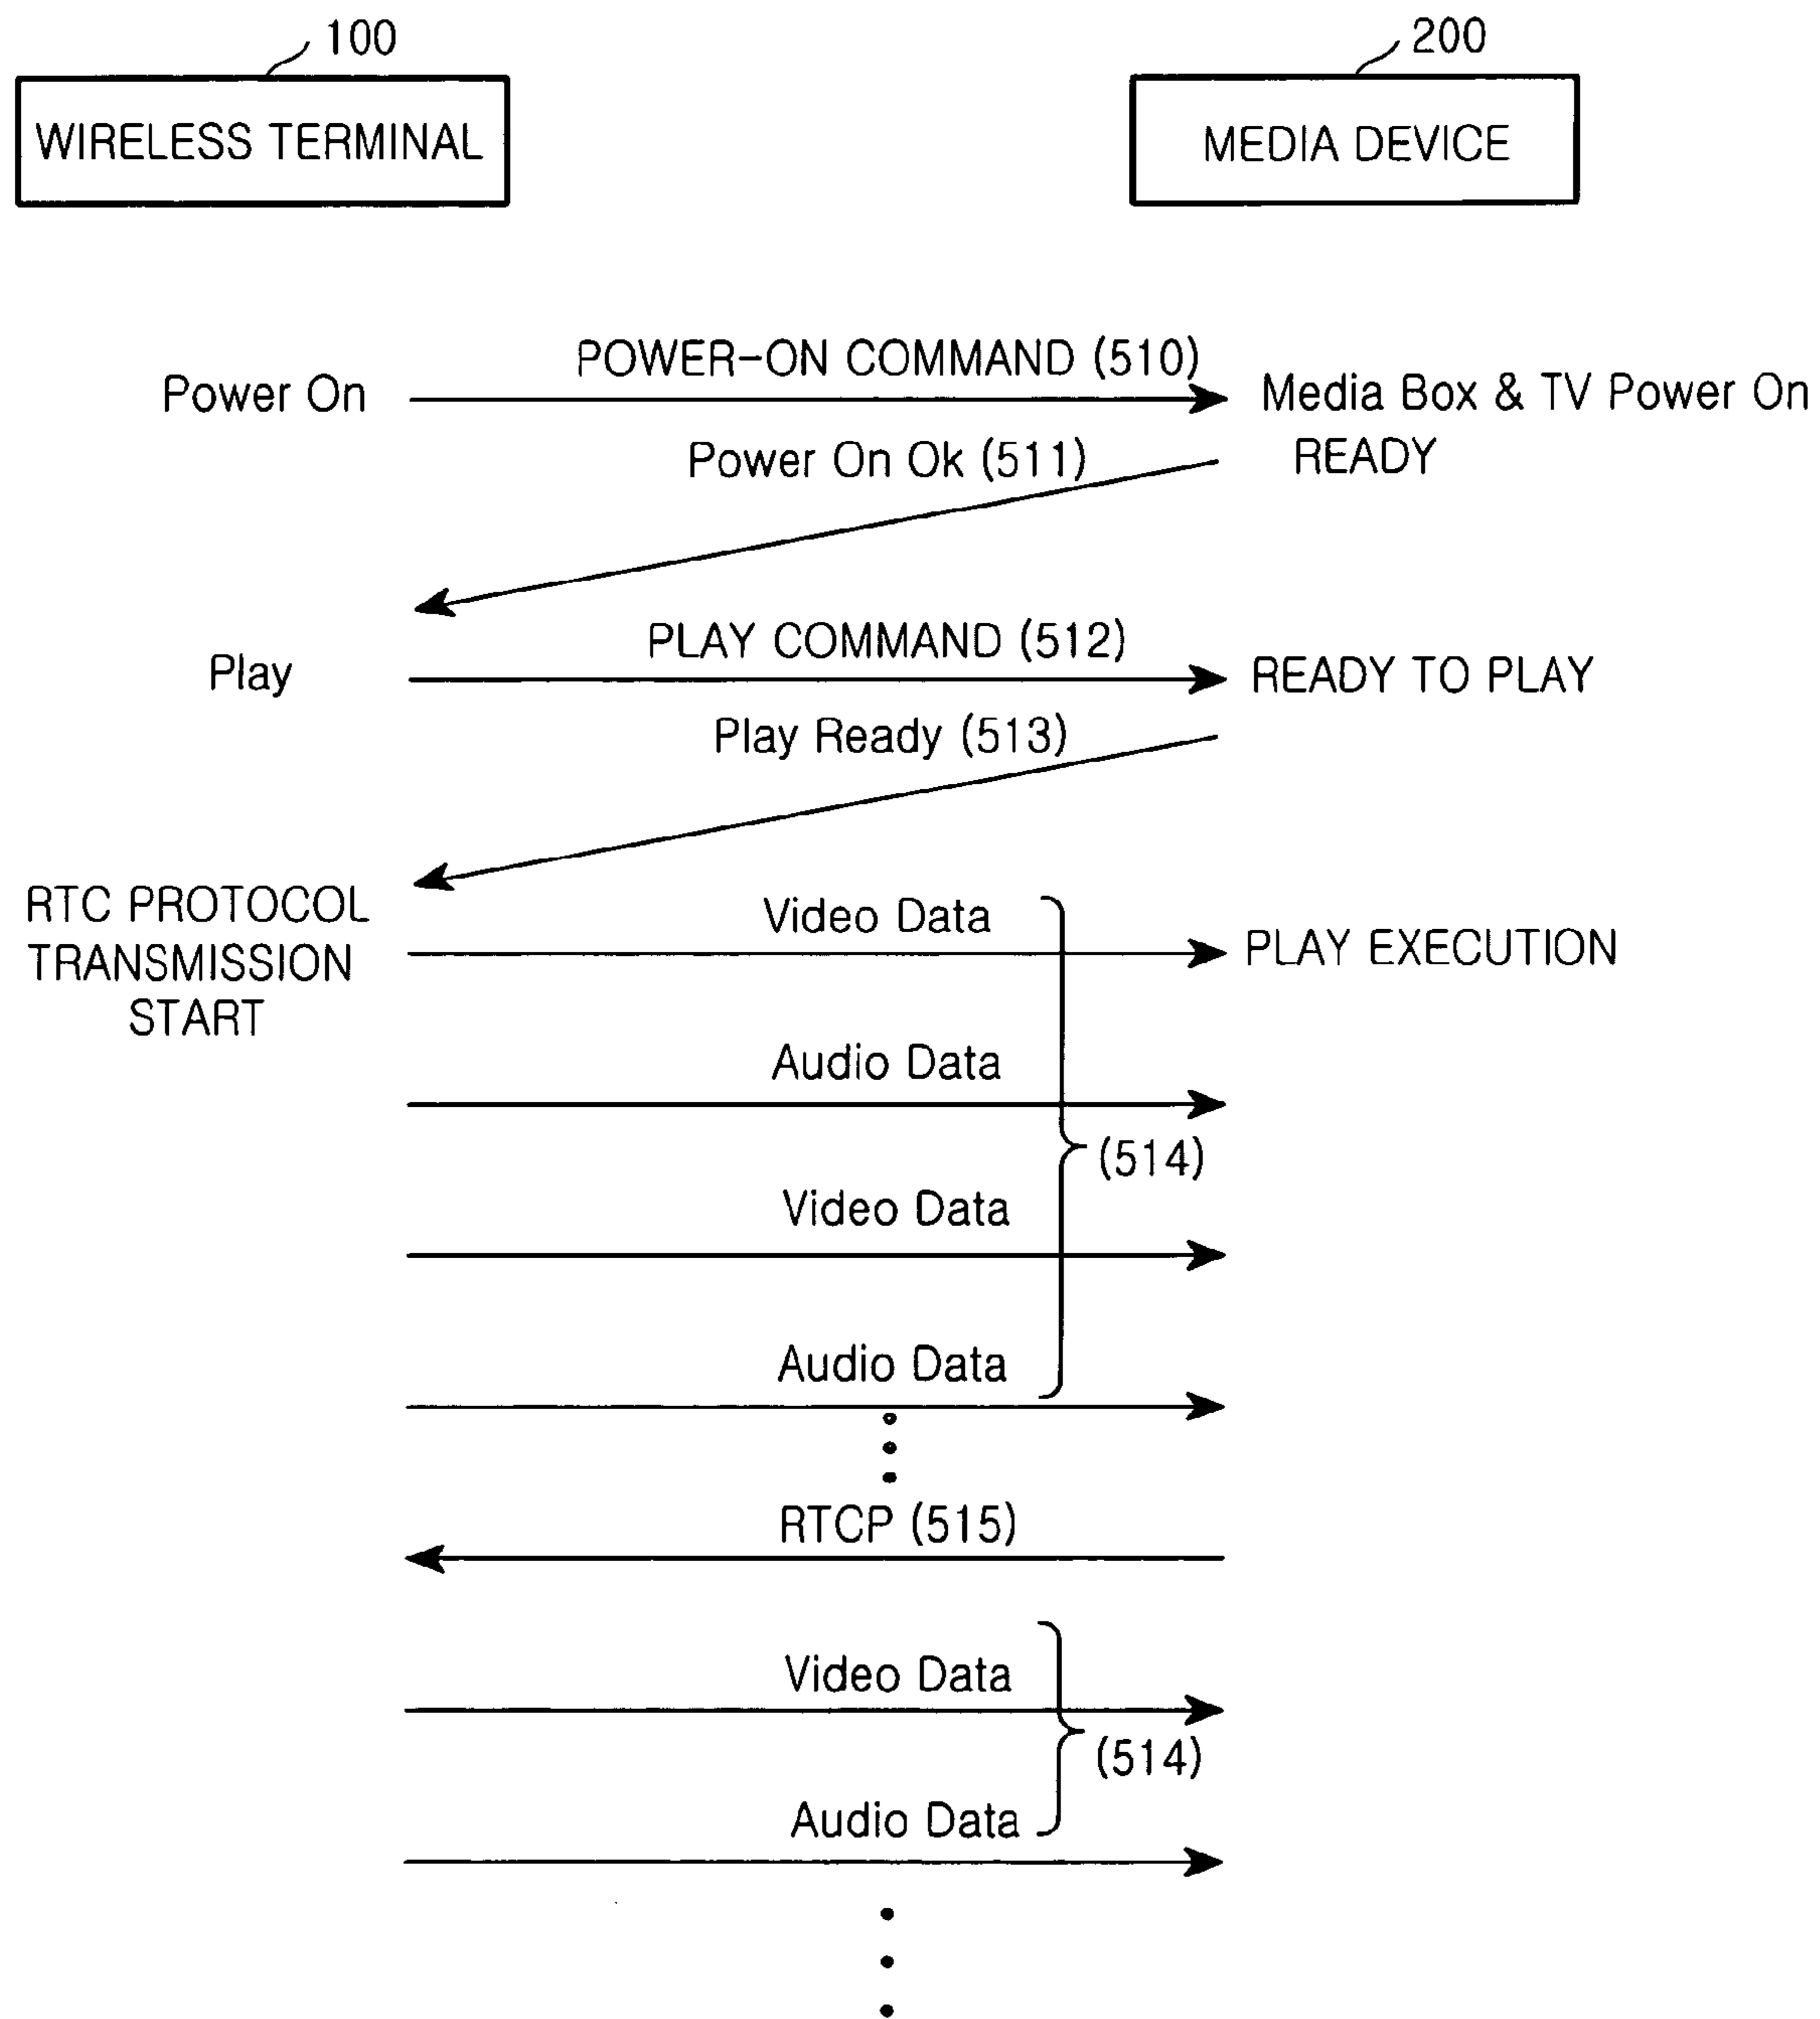 100
200
WIRELESS TERMINAL
MEDIA DEVICE
POWER-ON COMMAND (510)
Power On
Media Box & TV Power On
READY
Power On Ok (511)
PLAY COMMAND (512)
Play
READY TO PLAY
Play Ready (513)
RTC PROTOCOL
TRANSMISSION
START
Video Data
PLAY EXECUTION
Audio Data
(514)
Video Data
Audio Data
RTCP (515)
Video Data
(514)
Audio Data